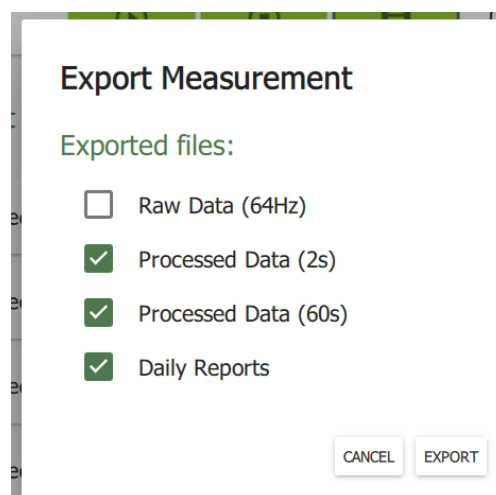 Export Measurement
Exported files:
Raw Data (64Hz)
Processed Data (2s)
Processed Data (60s)
Daily Reports
CANCEL EXPORT